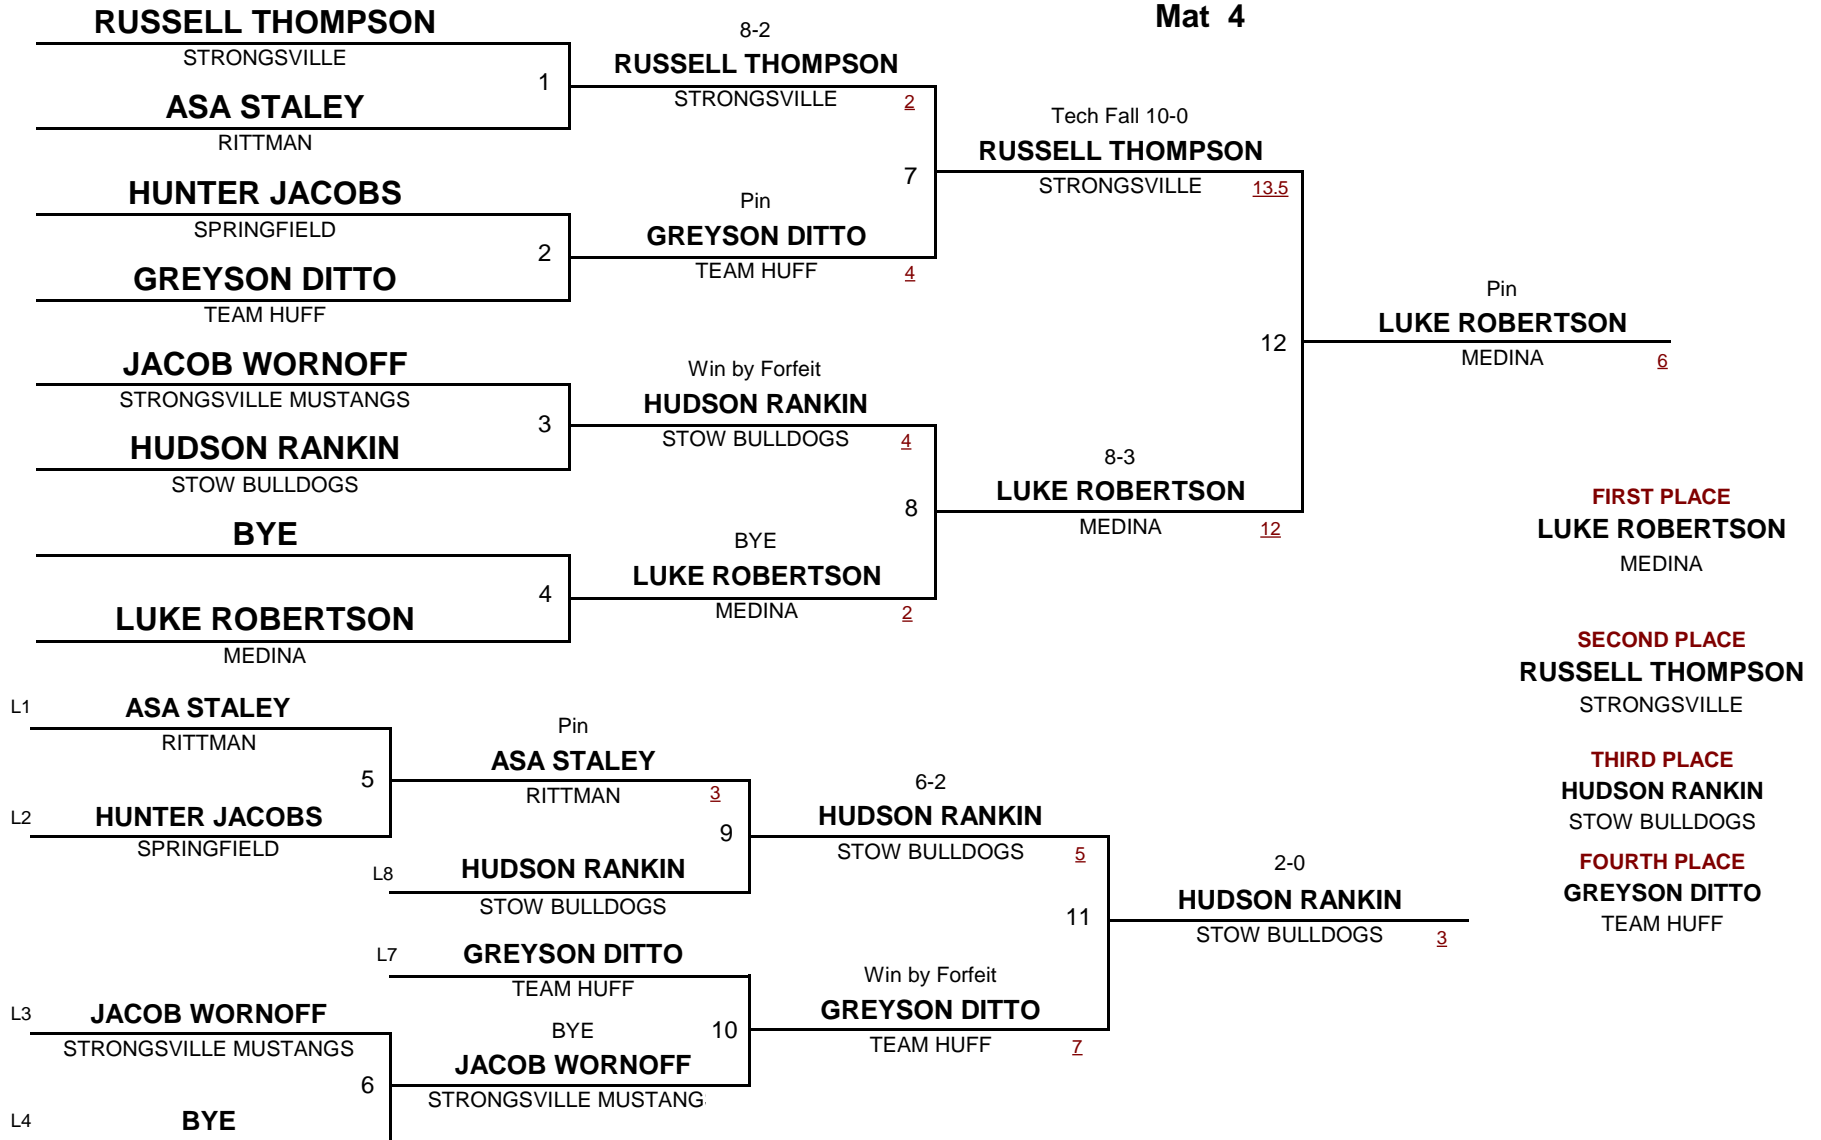 Mat 4
RUSSELL THOMPSON
STRONGSVILLE
1
ASA STALEY
RITTMAN
HUNTER JACOBS
SPRINGFIELD
2
GREYSON DITTO
TEAM HUFF
JACOB WORNOFF
STRONGSVILLE MUSTANGS
3
HUDSON RANKIN
STOW BULLDOGS
BYE
4
LUKE ROBERTSON
MEDINA
8-2
RUSSELL THOMPSON
STRONGSVILLE 2
7
Pin
GREYSON DITTO
TEAM HUFF 4
Win by Forfeit
HUDSON RANKIN
STOW BULLDOGS 4
8
BYE
LUKE ROBERTSON
MEDINA 2
Tech Fall 10-0
RUSSELL THOMPSON
STRONGSVILLE 13.5
12
8-3
LUKE ROBERTSON
MEDINA 12
Pin
LUKE ROBERTSON
MEDINA 6
FIRST PLACE
LUKE ROBERTSON
MEDINA
SECOND PLACE
RUSSELL THOMPSON
STRONGSVILLE
THIRD PLACE
HUDSON RANKIN
STOW BULLDOGS
FOURTH PLACE
GREYSON DITTO
TEAM HUFF
L1 ASA STALEY
RITTMAN
5
L2 HUNTER JACOBS
SPRINGFIELD
Pin
ASA STALEY
RITTMAN 3
9
L8 HUDSON RANKIN
STOW BULLDOGS
L7 GREYSON DITTO
TEAM HUFF
10
BYE
JACOB WORNOFF
STRONGSVILLE MUSTANG
L3 JACOB WORNOFF
STRONGSVILLE MUSTANGS
6
L4 BYE
6-2
HUDSON RANKIN
STOW BULLDOGS 5
11
Win by Forfeit
GREYSON DITTO
TEAM HUFF 7
2-0
HUDSON RANKIN
STOW BULLDOGS 3